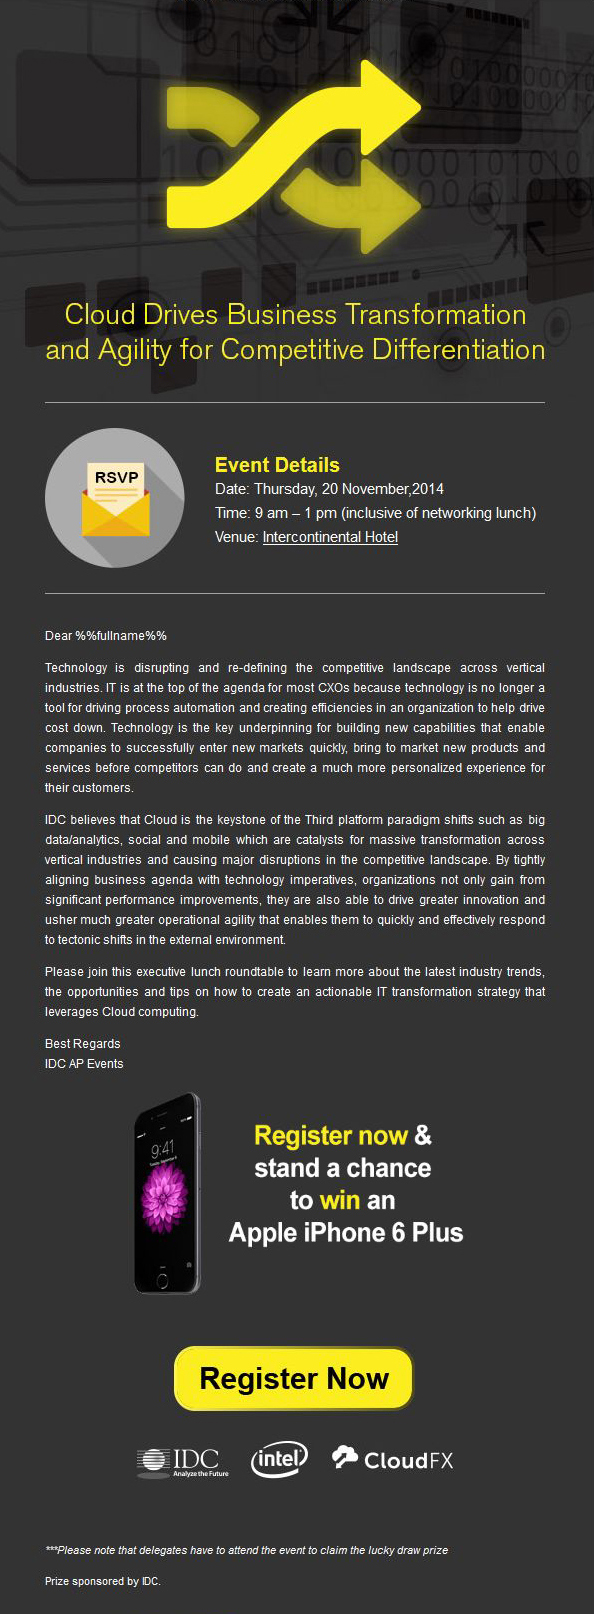 Cloud Drives Business Transformation
and Agility for Competitive Differentiation
RSVP
Event Details
Date: Thursday, 20 November,2014
Time: 9 am – 1 pm (inclusive of networking lunch)
Venue: Intercontinental Hotel
Dear %%fullname%%
Technology is disrupting and re-defining the competitive landscape across vertical
industries. IT is at the top of the agenda for most CXOs because technology is no longer a
tool for driving process automation and creating efficiencies in an organization to help drive
cost down. Technology is the key underpinning for building new capabilities that enable
companies to successfully enter new markets quickly, bring to market new products and
services before competitors can do and create a much more personalized experience for
their customers.
IDC believes that Cloud is the keystone of the Third platform paradigm shifts such as big
data/analytics, social and mobile which are catalysts for massive transformation across
vertical industries and causing major disruptions in the competitive landscape. By tightly
aligning business agenda with technology imperatives, organizations not only gain from
significant performance improvements, they are also able to drive greater innovation and
usher much greater operational agility that enables them to quickly and effectively respond
to tectonic shifts in the external environment.
Please join this executive lunch roundtable to learn more about the latest industry trends,
the opportunities and tips on how to create an actionable IT transformation strategy that
leverages Cloud computing.
Best Regards
IDC AP Events
9:41
Register now &
stand a chance
to win an
Apple iPhone 6 Plus
Register Now
IDC
Analyze the Future
intel
CloudFX
***Please note that delegates have to attend the event to claim the lucky draw prize
Prize sponsored by IDC.